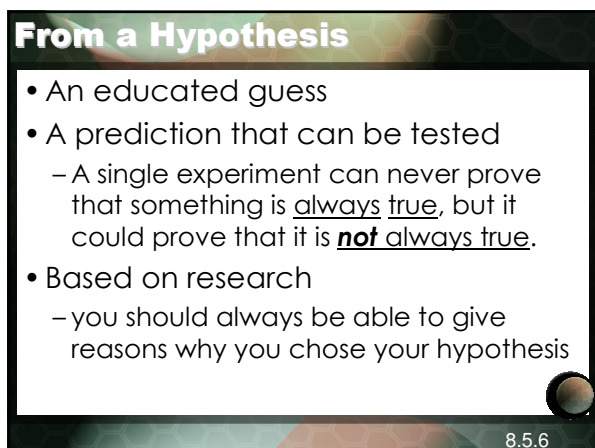 From a Hypothesis
• An educated guess
• A prediction that can be tested
– A single experiment can never prove
that something is always true, but it
could prove that it is not always true.
• Based on research
– you should always be able to give
reasons why you chose your hypothesis
8.5.6